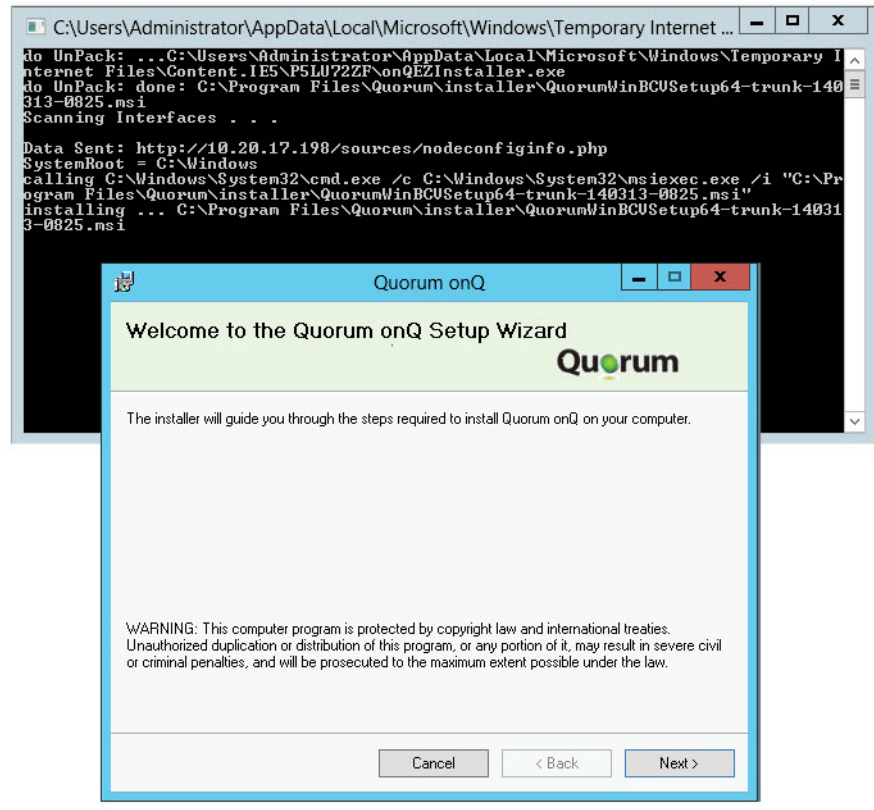 C:\Users\Administrator\AppData\Local\Microsoft\Windows\Temporary Internet ...
do UnPack: ...C:\Users\Administrator\AppData\Local\Microsoft\Windows\Temporary I
nternet Files\Content.IE5\P5LU72ZF\onQEZInstaller.exe
do UnPack: done: C:\Program Files\Quorum\installer\QuorumWinBCVSetup64-trunk-140
313-0825.msi
Scanning Interfaces . . .
Data Sent: http://10.20.17.198/sources/nodeconfiginfo.php
SystemRoot = C:\Windows
calling C:\Windows\System32\cmd.exe /c C:\Windows\System32\msiexec.exe /i "C:\Pr
ogram Files\Quorum\installer\QuorumWinBCVSetup64-trunk-140313-0825.msi"
installing ... C:\Program Files\Quorum\installer\QuorumWinBCVSetup64-trunk-14031
3-0825.msi
Quorum onQ
Welcome to the Quorum onQ Setup Wizard
Quorum
The installer will guide you through the steps required to install Quorum onQ on your computer.
WARNING: This computer program is protected by copyright law and international treaties.
Unauthorized duplication or distribution of this program, or any portion of it, may result in severe civil
or criminal penalties, and will be prosecuted to the maximum extent possible under the law.
Cancel
< Back
Next >